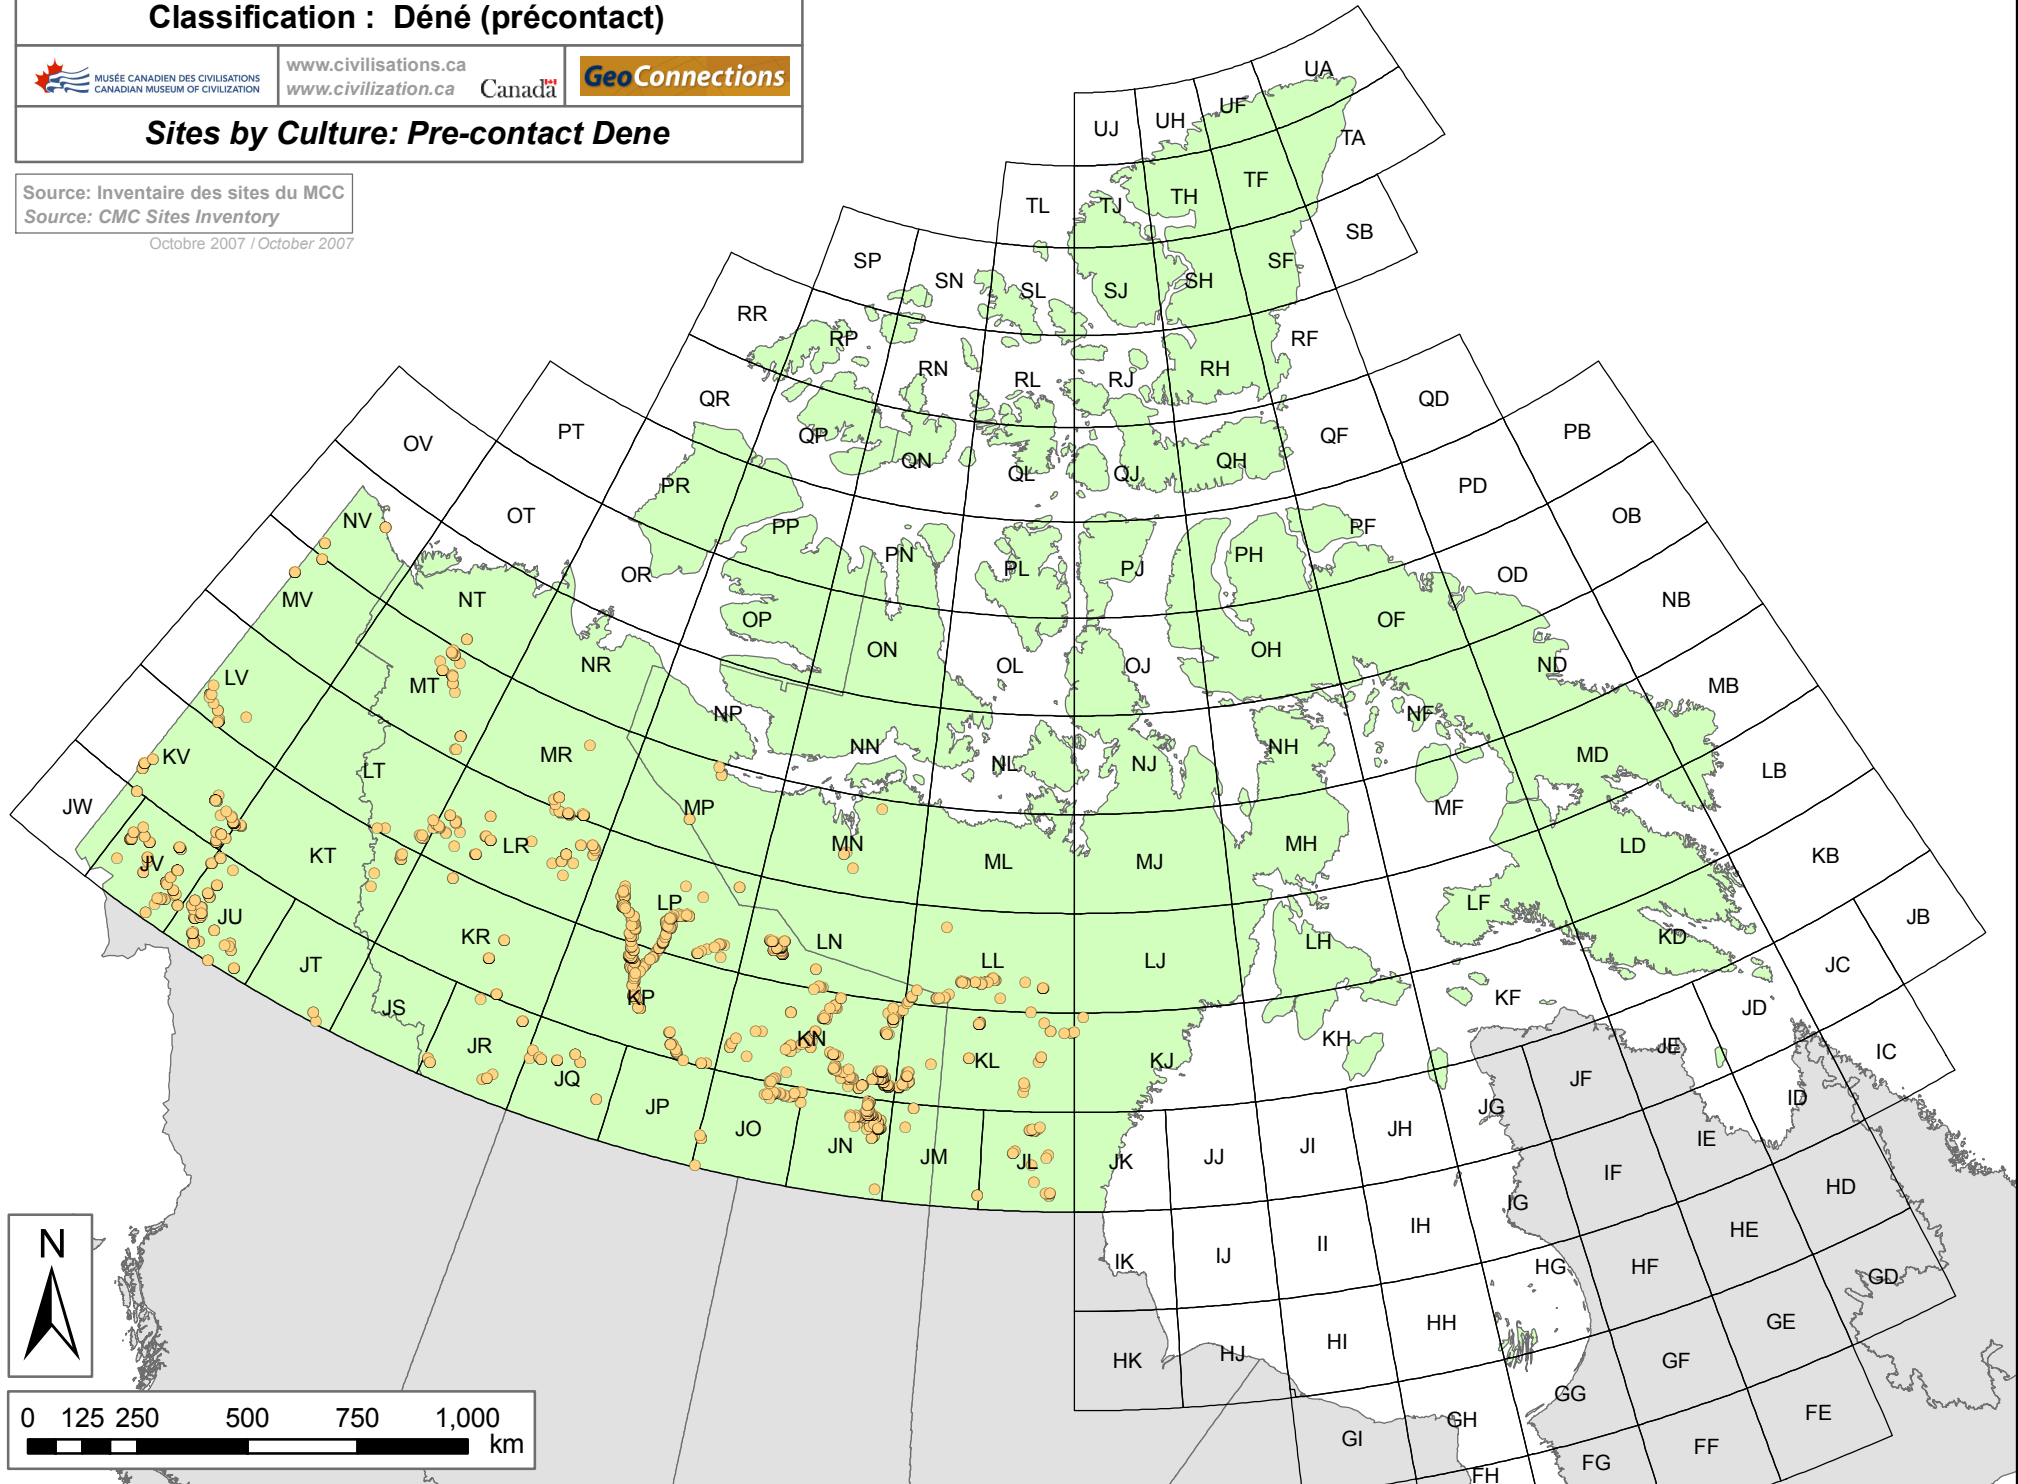 Classification : Déné (précontact)
MUSÉE CANADIEN DES CIVILISATIONS
CANADIAN MUSEUM OF CIVILIZATION
www.civilisations.ca
www.civilization.ca
Canada
GeoConnections
Sites by Culture: Pre-contact Dene
Source: Inventaire des sites du MCC
Source: CMC Sites Inventory
Octobre 2007 / October 2007
UA
UJ UH UF
TA
TL TJ TH TF
SB
SP SN SL SJ SH SF
RR RP RN RL RJ RH RF
QR QP QN QL QJ QH QF QD
OV PT PR PP PN PL PJ PH PF PD PB
NV OT OR OP ON OL OJ OH OF OD OB
MV NT NR NP NN NL NJ NH NF ND NB
LV MT MR MP MN ML MJ MH MF MD MB
KV LT LR LP LN LL LJ LH LF LD LB
JW KT KR KP KN KL KJ KH KF KD KB
JV JU JT JS JR JQ JP JO JN JM JL JK JJ JI JH JG JF JE JD JC JB
IK IJ II IH IG IF IE ID IC
HK HJ HI HH HG HF HE HD
GI GH GG GF GE GD
FH FG FF FE
N
0 125 250 500 750 1,000
km